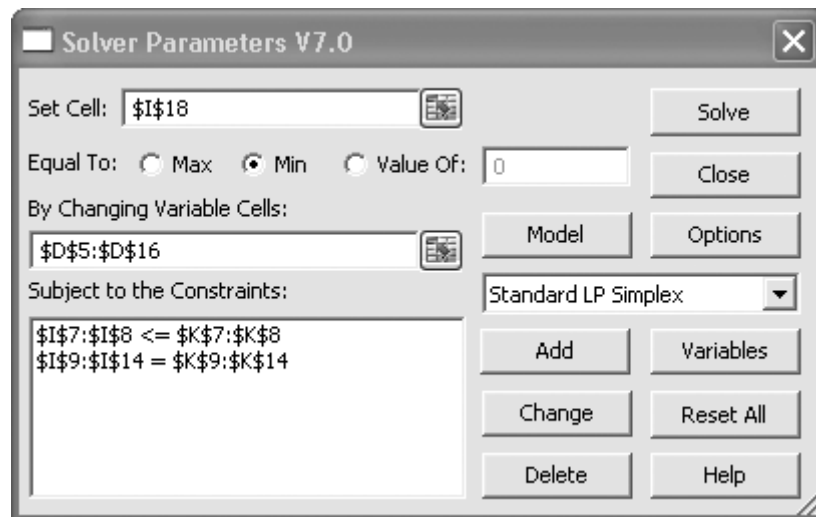 Solver Parameters V7.0
Set Cell: $I$18
Solve
Equal To: Max Min Value Of: 0
Close
By Changing Variable Cells:
$D$5:$D$16
Model Options
Subject to the Constraints:
Standard LP Simplex
$I$7:$I$8 <= $K$7:$K$8
$I$9:$I$14 = $K$9:$K$14
Add Variables
Change Reset All
Delete Help